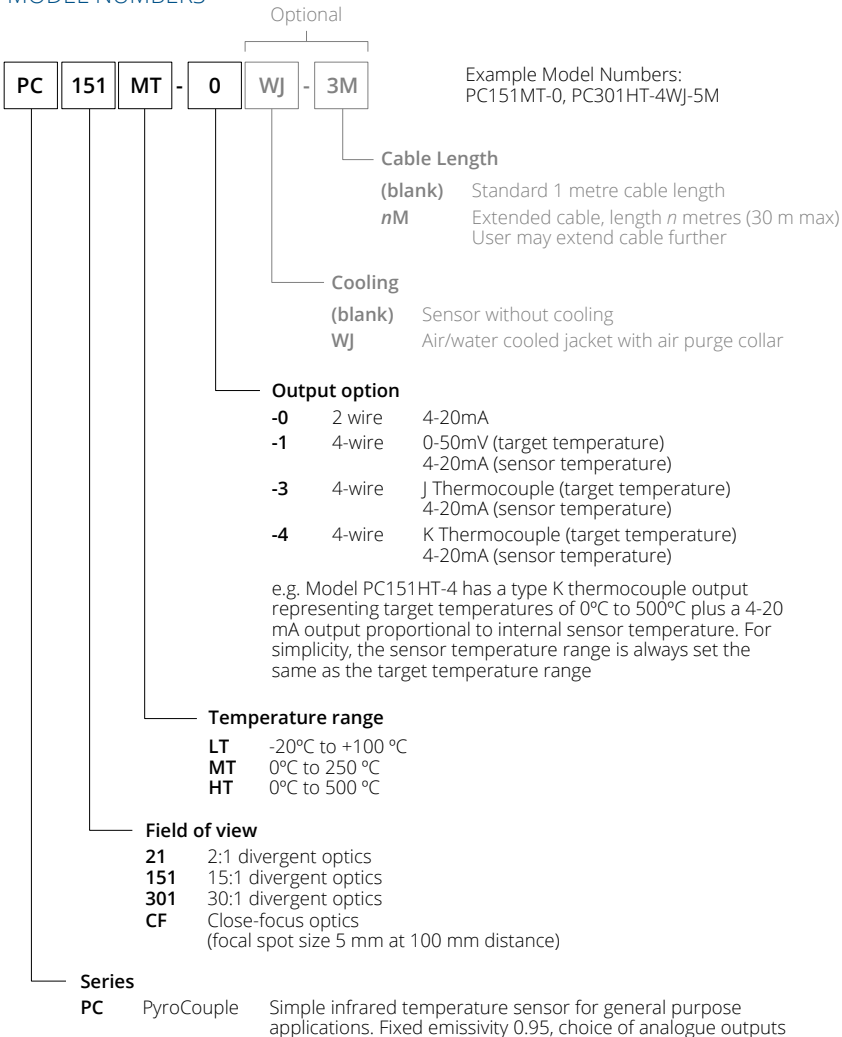 MODEL NUMBERS
Optional
PC 151 MT - 0 WJ - 3M
Example Model Numbers:
PC151MT-0, PC301HT-4WJ-5M
Cable Length
(blank) Standard 1 metre cable length
nM Extended cable, length n metres (30 m max)
User may extend cable further
Cooling
(blank) Sensor without cooling
WJ Air/water cooled jacket with air purge collar
Output option
-0 2 wire 4-20mA
-1 4-wire 0-50mV (target temperature)
4-20mA (sensor temperature)
-3 4-wire J Thermocouple (target temperature)
4-20mA (sensor temperature)
-4 4-wire K Thermocouple (target temperature)
4-20mA (sensor temperature)
e.g. Model PC151HT-4 has a type K thermocouple output
representing target temperatures of 0ºC to 500ºC plus a 4-20
mA output proportional to internal sensor temperature. For
simplicity, the sensor temperature range is always set the
same as the target temperature range
Temperature range
LT -20ºC to +100 ºC
MT 0ºC to 250 ºC
HT 0ºC to 500 ºC
Field of view
21 2:1 divergent optics
151 15:1 divergent optics
301 30:1 divergent optics
CF Close-focus optics
(focal spot size 5 mm at 100 mm distance)
Series
PC PyroCouple Simple infrared temperature sensor for general purpose
applications. Fixed emissivity 0.95, choice of analogue outputs